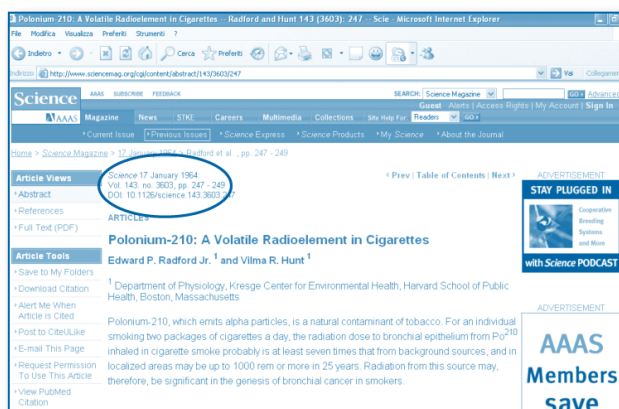 Polonium-210: A Volatile Radioelement in Cigarettes -- Radford and Hunt 143 (3603): 247 -- Scie - Microsoft Internet Explorer
File Modifica Visualizza Preferiti Strumenti ?
Indietro Cerca Preferiti
Indirizzo http://www.sciencemag.org/cgi/content/abstract/143/3603/247 Vai Collegamen
Science AAAS SUBSCRIBE FEEDBACK SEARCH: Science Magazine GO Advanced
Guest Alerts | Access Rights | My Account | Sign In
AAAS Magazine News STKE Careers Multimedia Collections Site Help For: Readers GO
Current Issue Previous Issues Science Express Science Products My Science About the Journal
Home > Science Magazine > 17 January 1964 > Radford et al. , pp. 247 - 249
Article Views
Abstract
References
Full Text (PDF)
Article Tools
Save to My Folders
Download Citation
Alert Me When
Article is Cited
Post to CiteULike
E-mail This Page
Request Permission
To Use This Article
View PubMed
Citation
Science 17 January 1964:
Vol. 143. no. 3603, pp. 247 - 249
DOI: 10.1126/science.143.3603.247
< Prev | Table of Contents | Next >
ARTICLES
Polonium-210: A Volatile Radioelement in Cigarettes
Edward P. Radford Jr. 1 and Vilma R. Hunt 1
1 Department of Physiology, Kresge Center for Environmental Health, Harvard School of Public
Health, Boston, Massachusetts
Polonium-210, which emits alpha particles, is a natural contaminant of tobacco. For an individual
smoking two packages of cigarettes a day, the radiation dose to bronchial epithelium from Po210
inhaled in cigarette smoke probably is at least seven times that from background sources, and in
localized areas may be up to 1000 rem or more in 25 years. Radiation from this source may,
therefore, be significant in the genesis of bronchial cancer in smokers.
ADVERTISEMENT
STAY PLUGGED IN
Cooperative
Breeding
Systems
and More
with Science PODCAST
ADVERTISEMENT
AAAS
Members
save